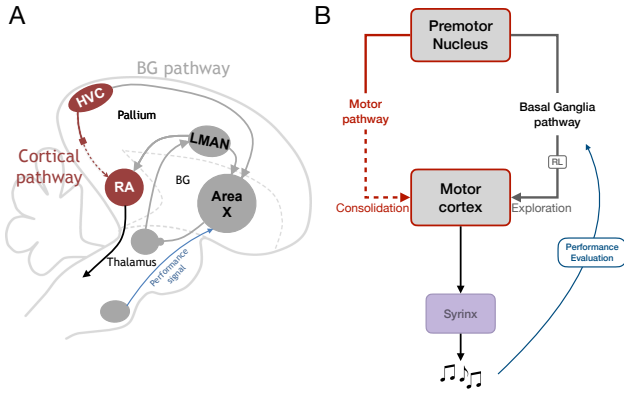 A
BG pathway
HVC
Pallium
LMAN
Cortical
pathway
RA
BG
Area
X
Thalamus
Performance
signal
B
Premotor
Nucleus
Motor
pathway
Basal Ganglia
pathway
RL
Motor
cortex
Consolidation
Exploration
Performance
Evaluation
Syrinx